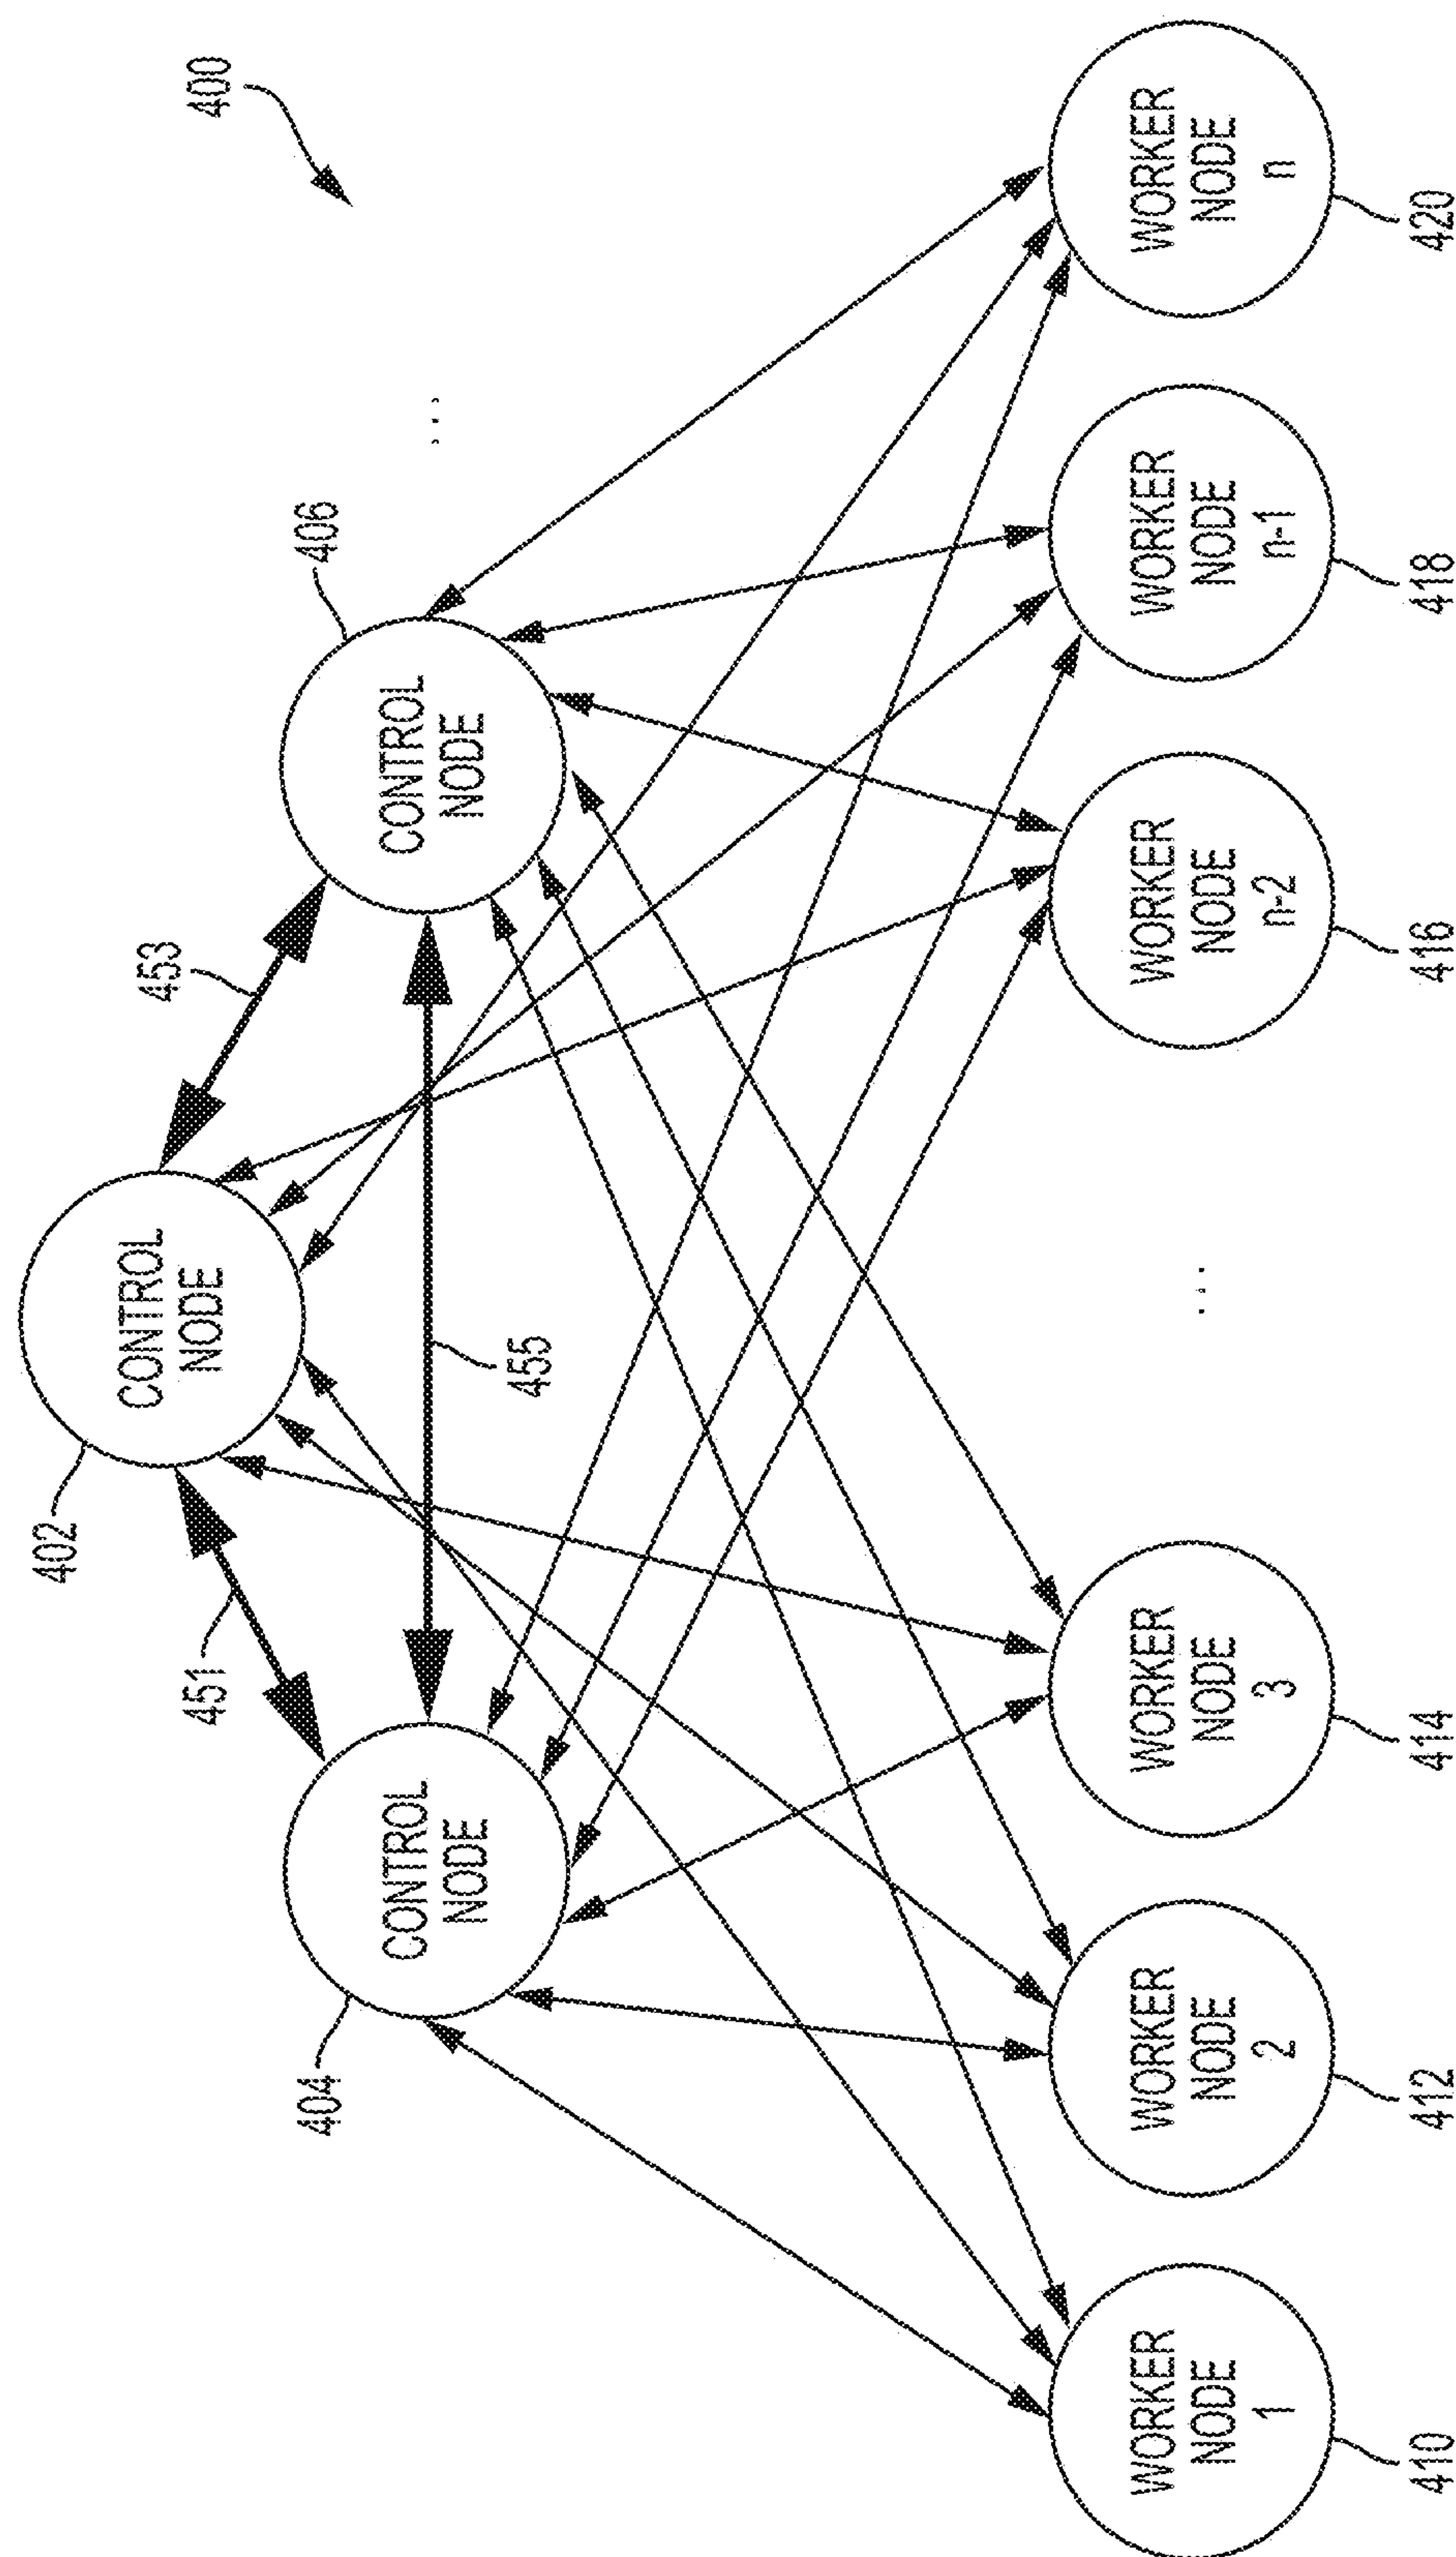 400
402
CONTROL
NODE
451
453
404
CONTROL
NODE
455
406
CONTROL
NODE
...
WORKER
NODE
1
410
WORKER
NODE
2
412
WORKER
NODE
3
414
...
WORKER
NODE
n-2
416
WORKER
NODE
n-1
418
WORKER
NODE
n
420